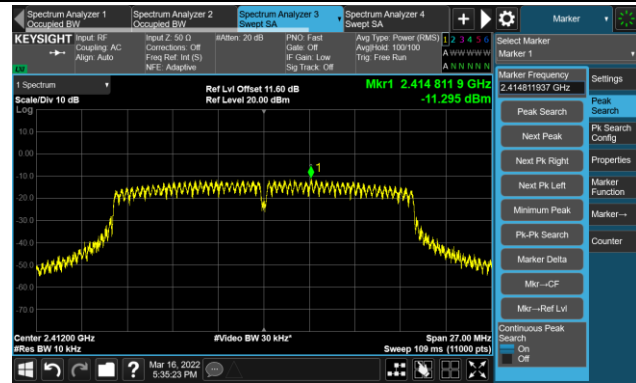 Spectrum Analyzer 1
Occupied BW
Spectrum Analyzer 2
Occupied BW
Spectrum Analyzer 3
Swept SA
Spectrum Analyzer 4
Swept SA
+
Marker
KEYSIGHT
Input: RF
Coupling: AC
Align: Auto
Input Z: 50 Ω
Corrections: Off
Freq Ref: Int (S)
NFE: Adaptive
#Atten: 20 dB
PNO: Fast
Gate: Off
IF Gain: Low
Sig Track: Off
Avg Type: Power (RMS)
Avg|Hold: 100/100
Trig: Free Run
1 2 3 4 5 6
A W W W W W
A N N N N N
Select Marker
Marker 1
1 Spectrum
Scale/Div 10 dB
Log
Ref Lvl Offset 11.60 dB
Ref Level 20.00 dBm
Mkr1 2.414 811 9 GHz
-11.295 dBm
10.0
0.00
-10.0
-20.0
-30.0
-40.0
-50.0
-60.0
-70.0
1
Center 2.41200 GHz
#Res BW 10 kHz
#Video BW 30 kHz*
Span 27.00 MHz
Sweep 109 ms (11000 pts)
Marker Frequency
2.414811937 GHz
Peak Search
Next Peak
Next Pk Right
Next Pk Left
Minimum Peak
Pk-Pk Search
Marker Delta
Mkr→CF
Mkr→Ref Lvl
Continuous Peak
Search
On
Off
Settings
Peak
Search
Pk Search
Config
Properties
Marker
Function
Marker→
Counter
?
Mar 16, 2022
5:35:23 PM